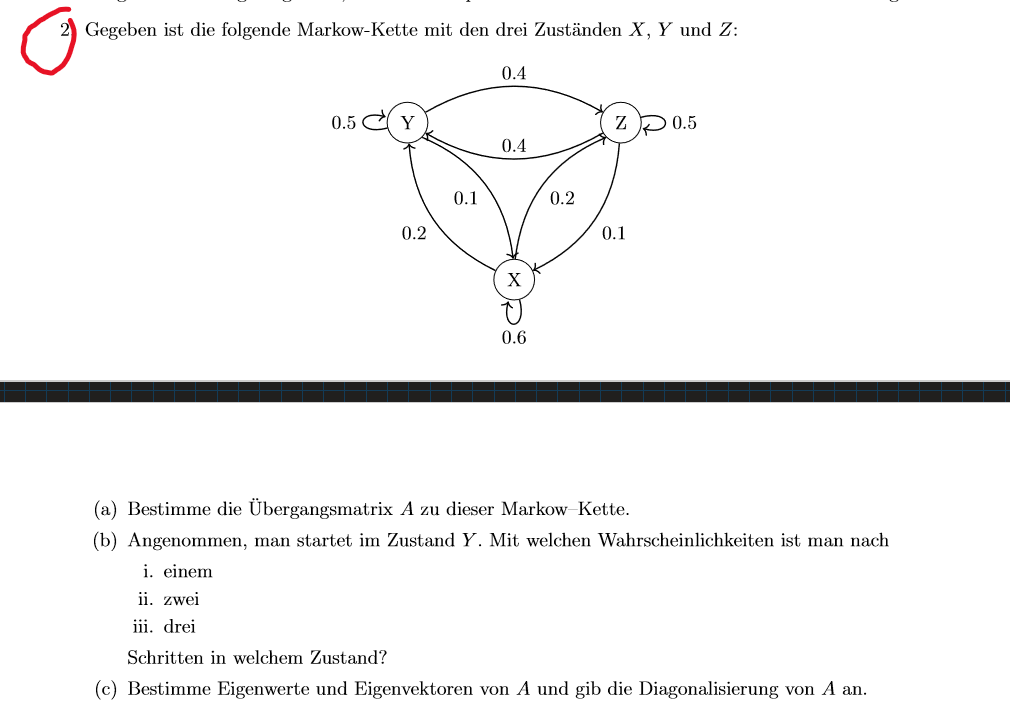 2) Gegeben ist die folgende Markow-Kette mit den drei Zuständen X, Y und Z:
0.4
0.5 Y Z 0.5
0.4
0.1 0.2
0.2 0.1
X
0.6
(a) Bestimme die Übergangsmatrix A zu dieser Markow–Kette.
(b) Angenommen, man startet im Zustand Y. Mit welchen Wahrscheinlichkeiten ist man nach
i. einem
ii. zwei
iii. drei
Schritten in welchem Zustand?
(c) Bestimme Eigenwerte und Eigenvektoren von A und gib die Diagonalisierung von A an.